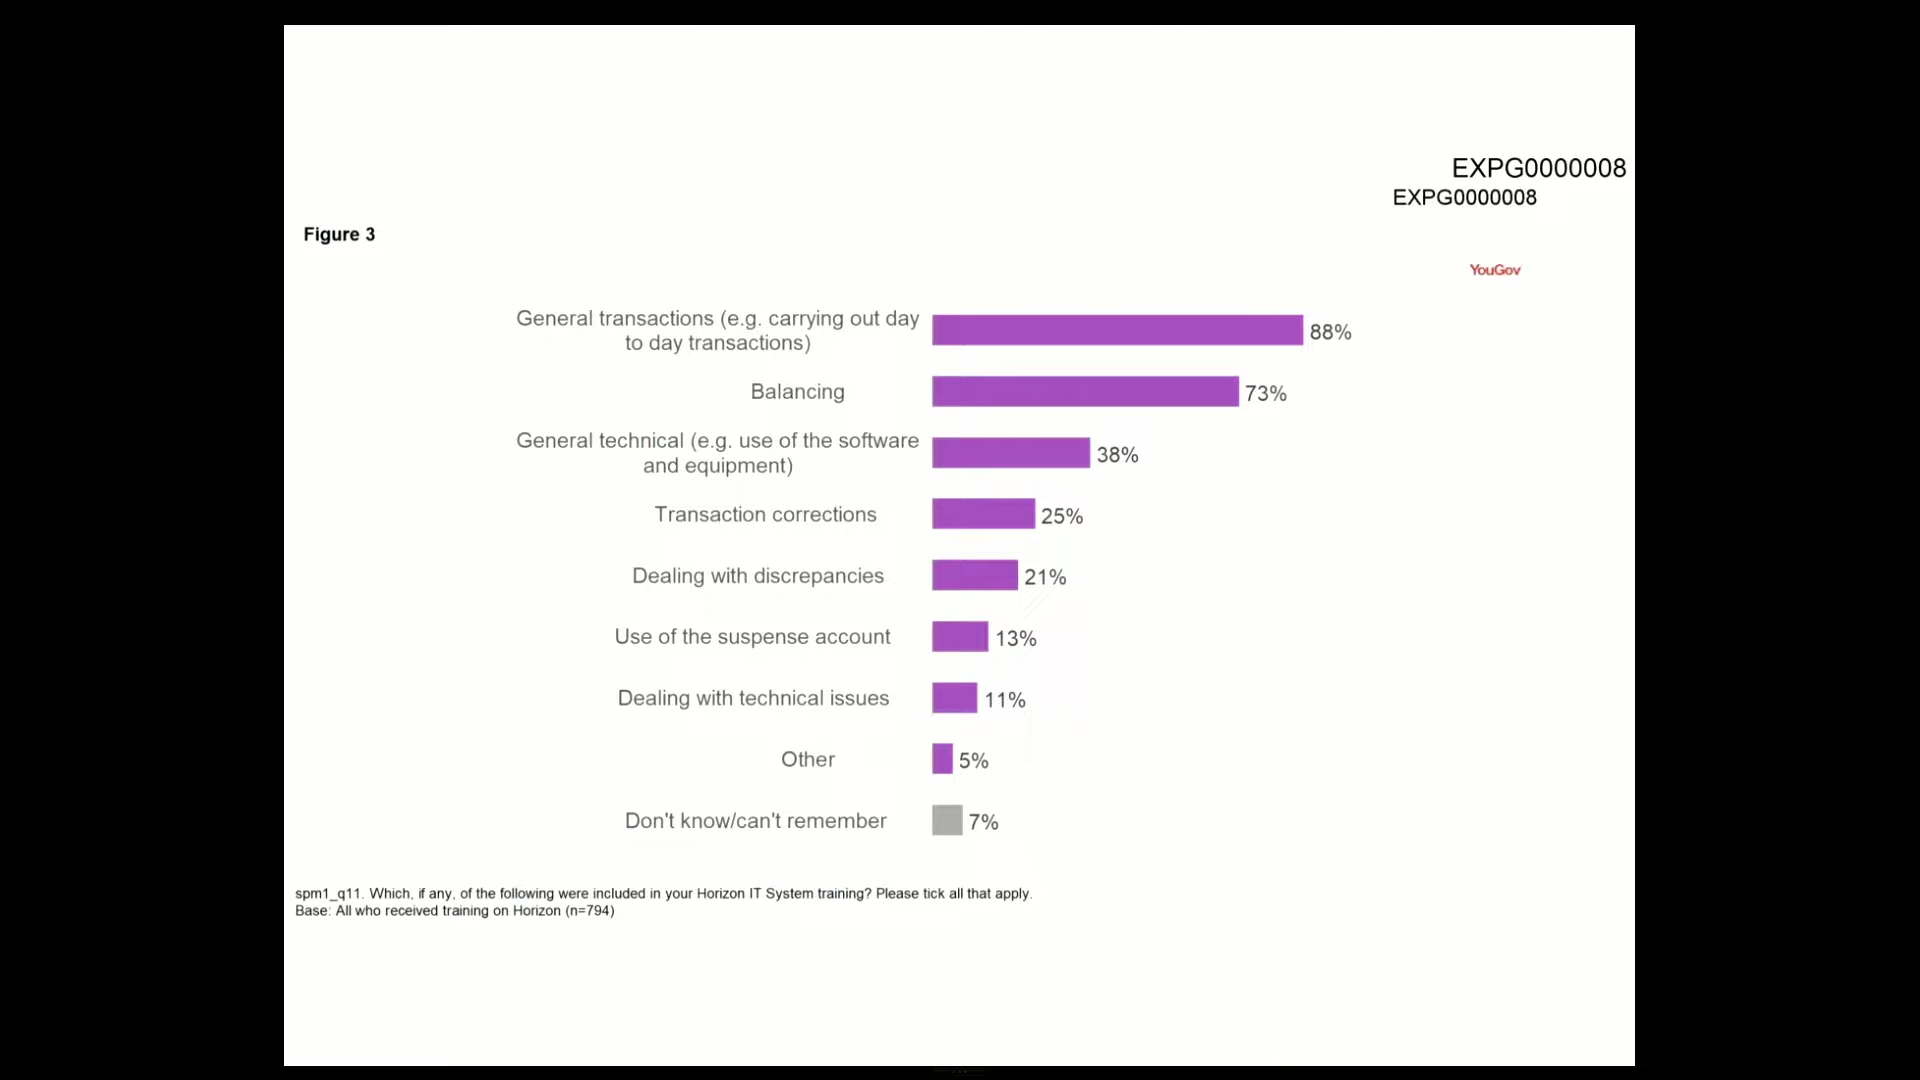 EXPG0000008
EXPG0000008
Figure 3
YouGov
General transactions (e.g. carrying out day
to day transactions)
88%
Balancing
73%
General technical (e.g. use of the software
and equipment)
38%
Transaction corrections
25%
Dealing with discrepancies
21%
Use of the suspense account
13%
Dealing with technical issues
11%
Other
5%
Don't know/can't remember
7%
spm1_q11. Which, if any, of the following were included in your Horizon IT System training? Please tick all that apply.
Base: All who received training on Horizon (n=794)